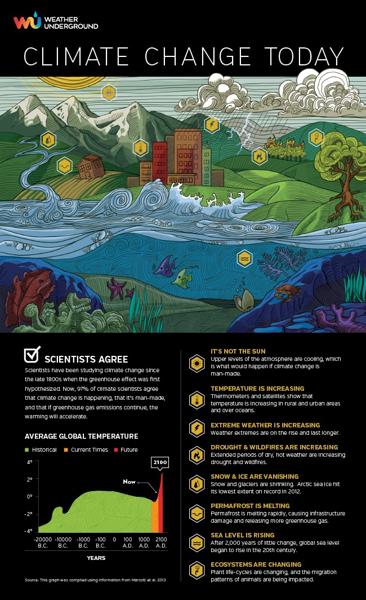 WEATHER
UNDERGROUND
CLIMATE CHANGE TODAY
SCIENTISTS AGREE
Scientists have been studying climate change since
the late 1800s when the greenhouse effect was first
hypothesized. Now, 97% of climate scientists agree
that climate change is happening, that it's man-made,
and that if greenhouse gas emissions continue, the
warming will accelerate.
AVERAGE GLOBAL TEMPERATURE
Historical Current Times Future
2100
Now
4°
2°
0°
-2°
-4°
-20000 B.C. -10000 B.C. -5000 B.C. 0 1000 A.D. 1500 A.D. 2000 A.D.
YEARS
Source: This graph was compiled using information from Marcott et al. 2013
IT'S NOT THE SUN
Upper levels of the atmosphere are cooling, which
is what would happen if climate change is
man-made.
TEMPERATURE IS INCREASING
Thermometers and satellites show that
temperature is increasing in rural and urban areas
and over oceans.
EXTREME WEATHER IS INCREASING
Weather extremes are on the rise and last longer.
DROUGHT & WILDFIRES ARE INCREASING
Extended periods of dry, hot weather are increasing
drought and wildfires.
SNOW & ICE ARE VANISHING
Snow and glaciers are shrinking. Arctic sea ice hit
its lowest extent on record in 2012.
PERMAFROST IS MELTING
Permafrost is melting rapidly, causing infrastructure
damage and releasing more greenhouse gas.
SEA LEVEL IS RISING
After 2,000 years of little change, global sea level
began to rise in the 20th century.
ECOSYSTEMS ARE CHANGING
Plant life-cycles are changing, and the migration
patterns of animals are being impacted.